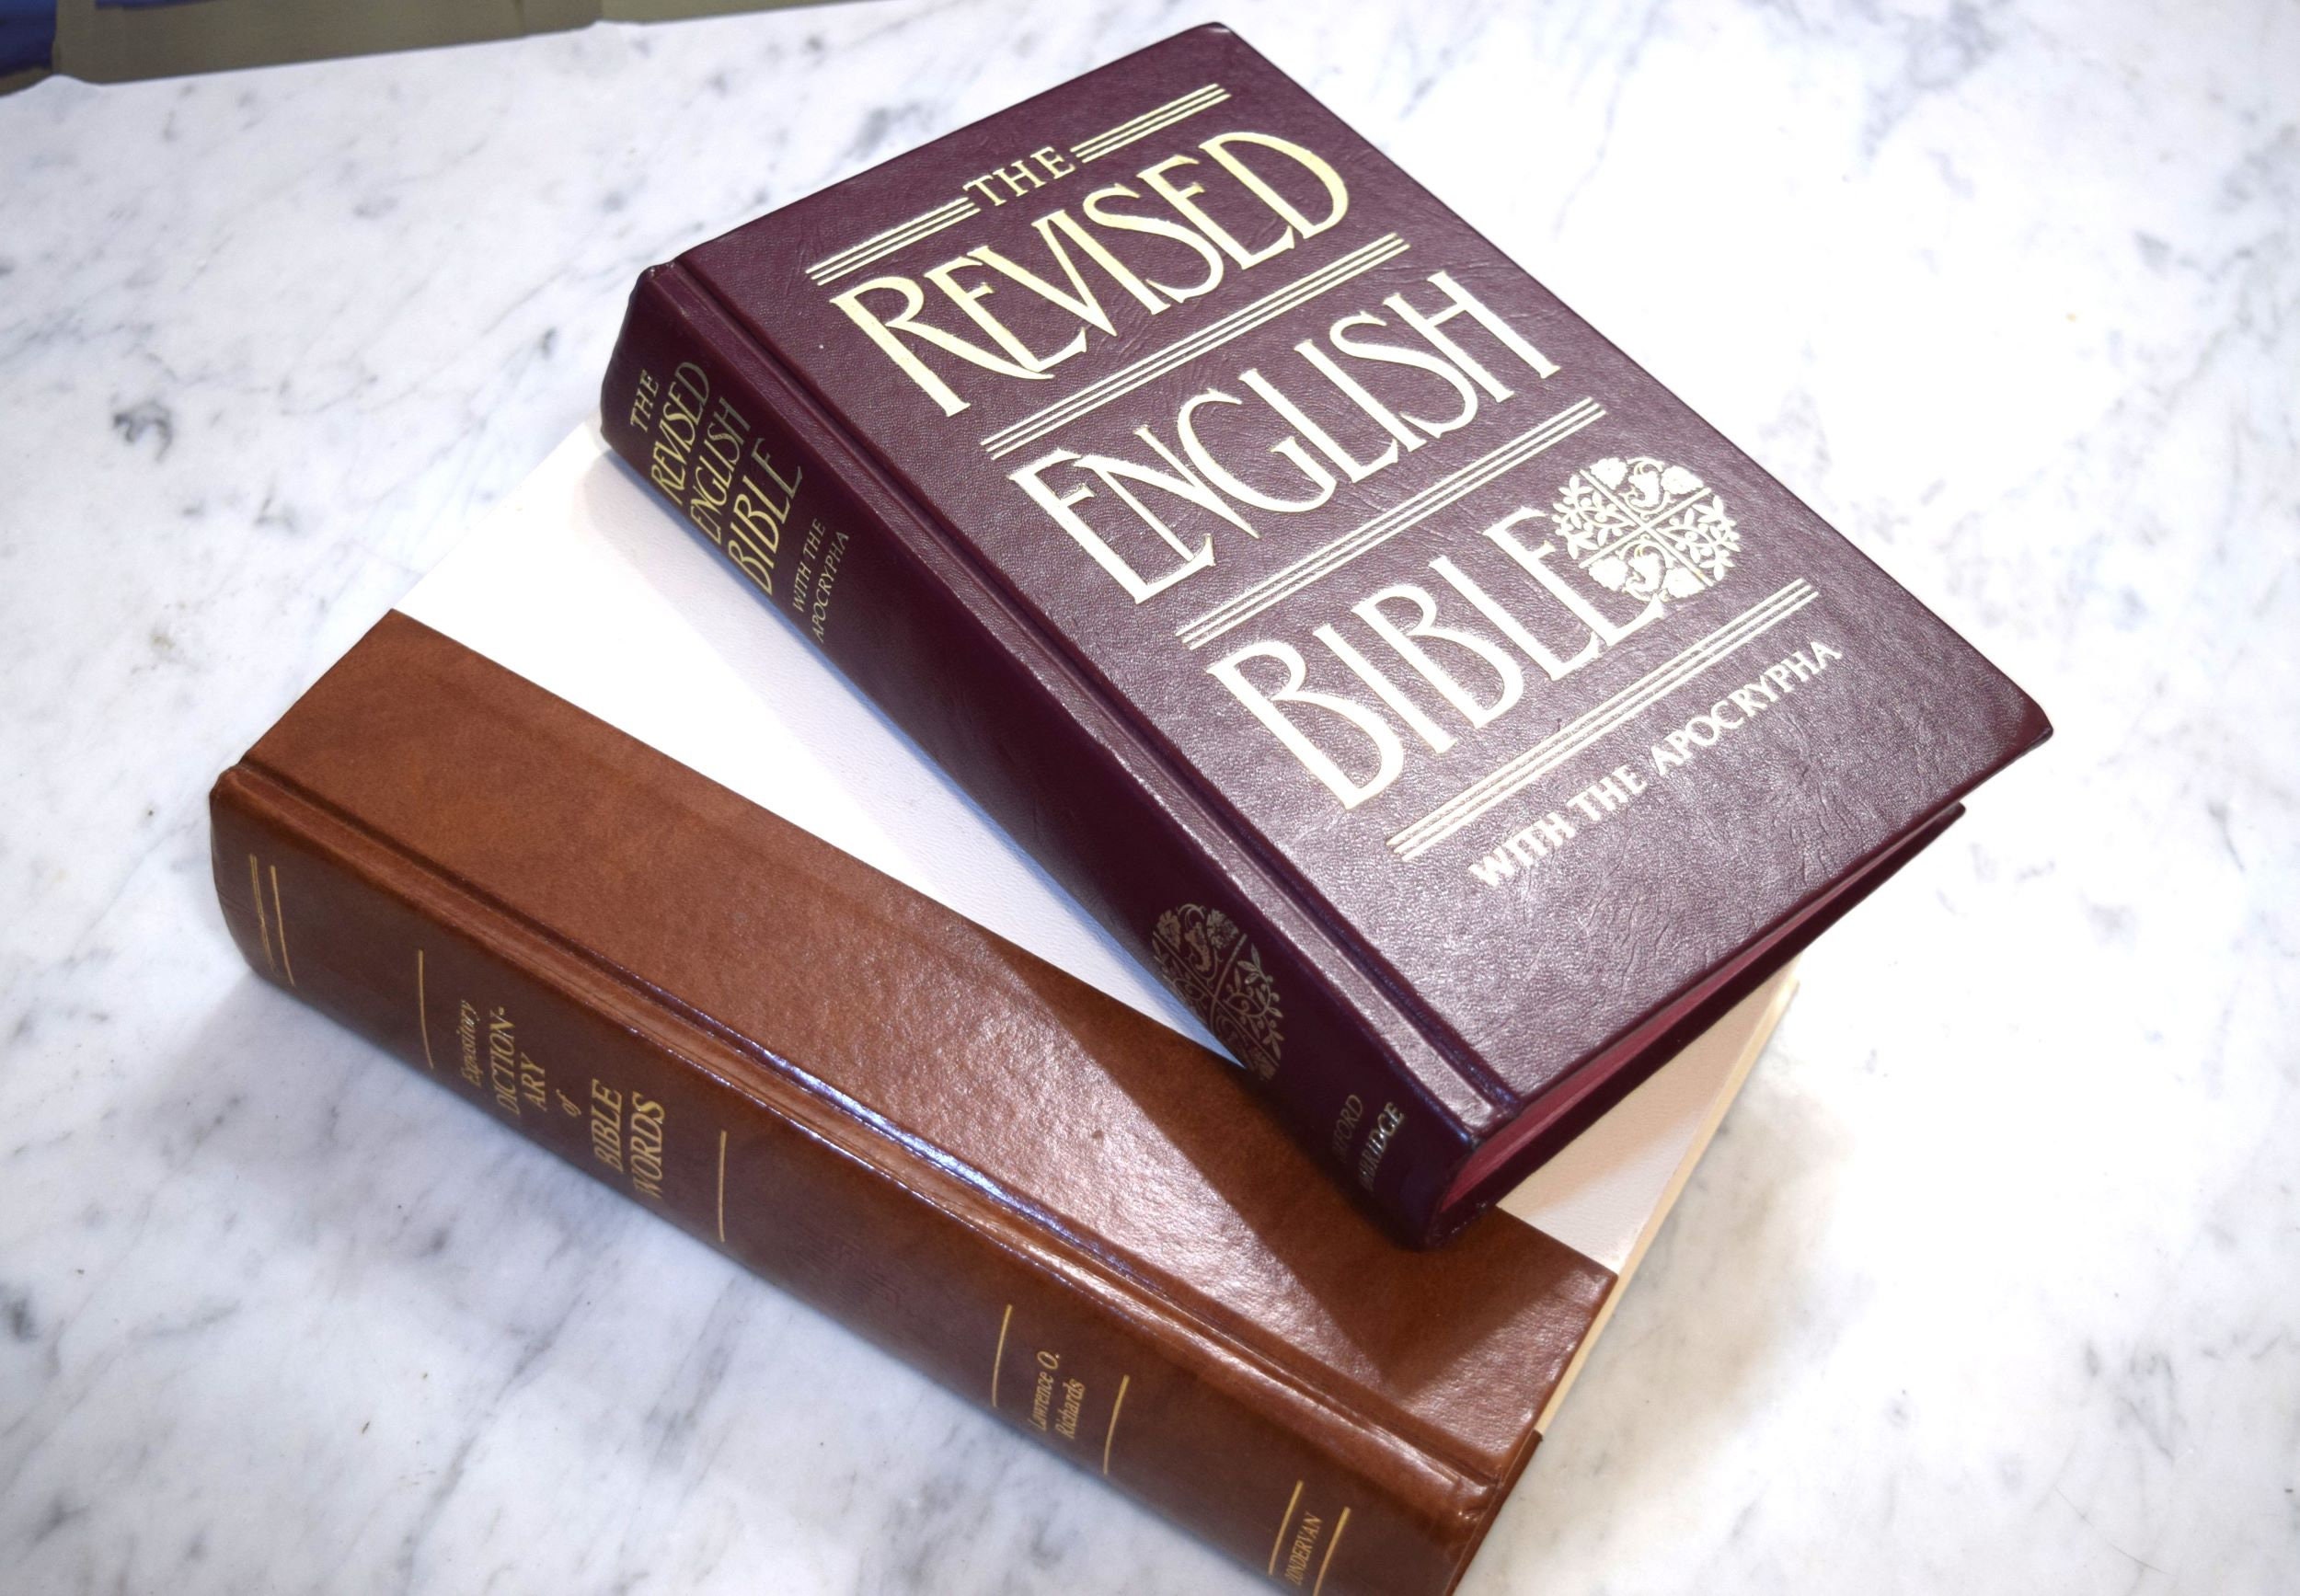 THE
REVISED
ENGLISH
BIBLE
WITH THE APOCRYPHA
THE
REVISED
ENGLISH
BIBLE
WITH THE
APOCRYPHA
Expository
DICTION-
ARY
of
BIBLE
WORDS
Lawrence O.
Richards